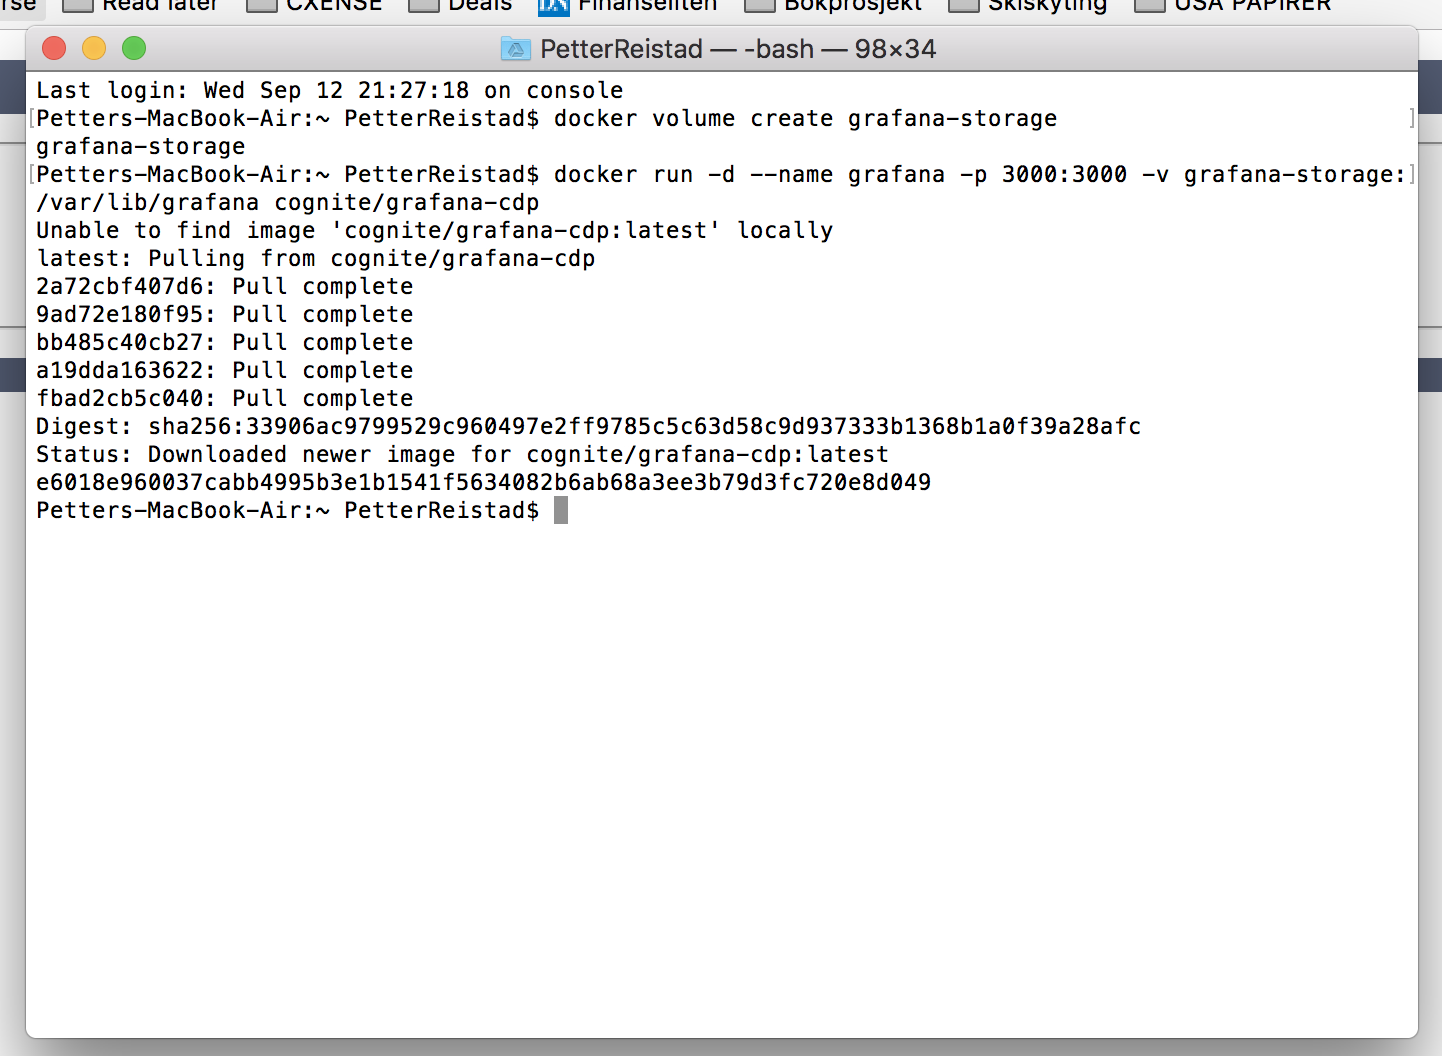 rse Read later CXENSE Deals DN Finanseliten Bokprosjekt Skiskyting USA PAPIRER
PetterReistad — -bash — 98×34
Last login: Wed Sep 12 21:27:18 on console
[Petters-MacBook-Air:~ PetterReistad$ docker volume create grafana-storage ]
grafana-storage
[Petters-MacBook-Air:~ PetterReistad$ docker run -d --name grafana -p 3000:3000 -v grafana-storage:]
/var/lib/grafana cognite/grafana-cdp
Unable to find image 'cognite/grafana-cdp:latest' locally
latest: Pulling from cognite/grafana-cdp
2a72cbf407d6: Pull complete
9ad72e180f95: Pull complete
bb485c40cb27: Pull complete
a19dda163622: Pull complete
fbad2cb5c040: Pull complete
Digest: sha256:33906ac9799529c960497e2ff9785c5c63d58c9d937333b1368b1a0f39a28afc
Status: Downloaded newer image for cognite/grafana-cdp:latest
e6018e960037cabb4995b3e1b1541f5634082b6ab68a3ee3b79d3fc720e8d049
Petters-MacBook-Air:~ PetterReistad$